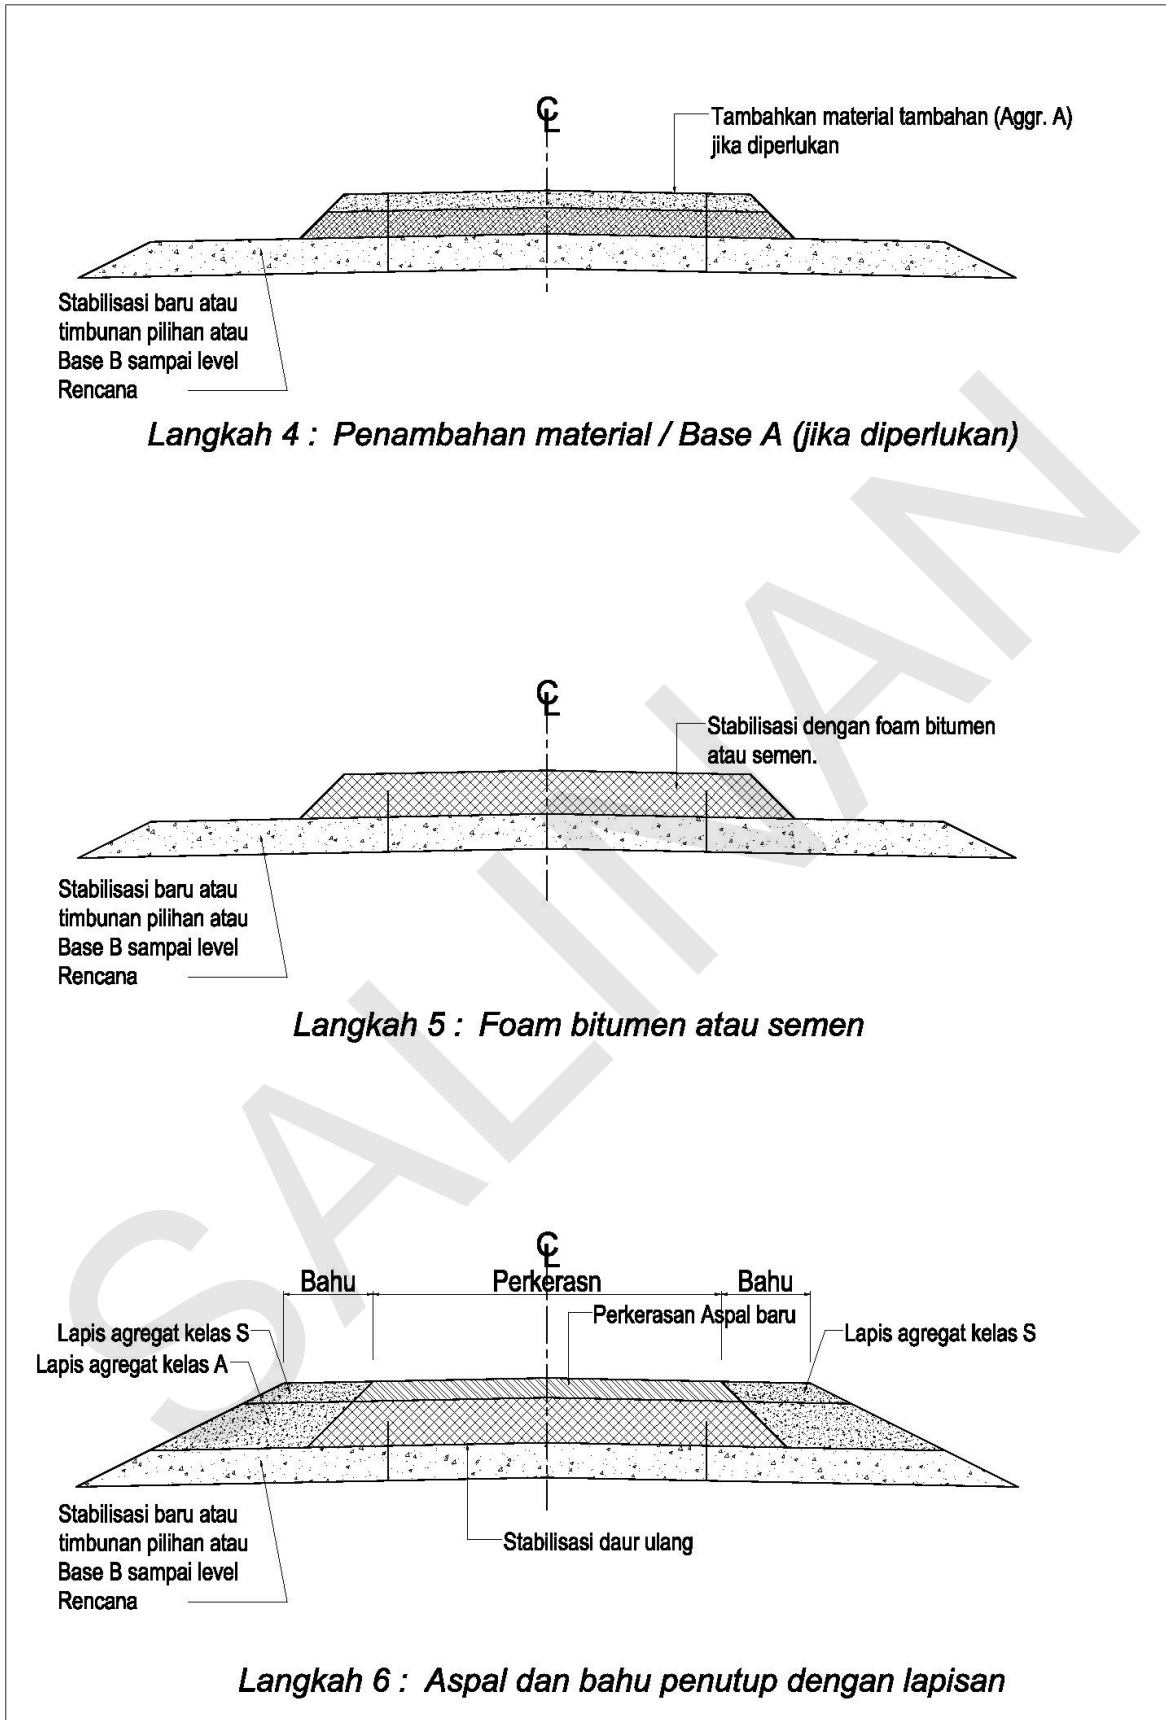 ℄
Tambahkan material tambahan (Aggr. A)
jika diperlukan
Stabilisasi baru atau
timbunan pilihan atau
Base B sampai level
Rencana
Langkah 4 : Penambahan material / Base A (jika diperlukan)
℄
Stabilisasi dengan foam bitumen
atau semen.
Stabilisasi baru atau
timbunan pilihan atau
Base B sampai level
Rencana
Langkah 5 : Foam bitumen atau semen
℄
Bahu
Perkerasn
Bahu
Perkerasan Aspal baru
Lapis agregat kelas S
Lapis agregat kelas S
Lapis agregat kelas A
Stabilisasi baru atau
timbunan pilihan atau
Base B sampai level
Rencana
Stabilisasi daur ulang
Langkah 6 : Aspal dan bahu penutup dengan lapisan
SALINAN